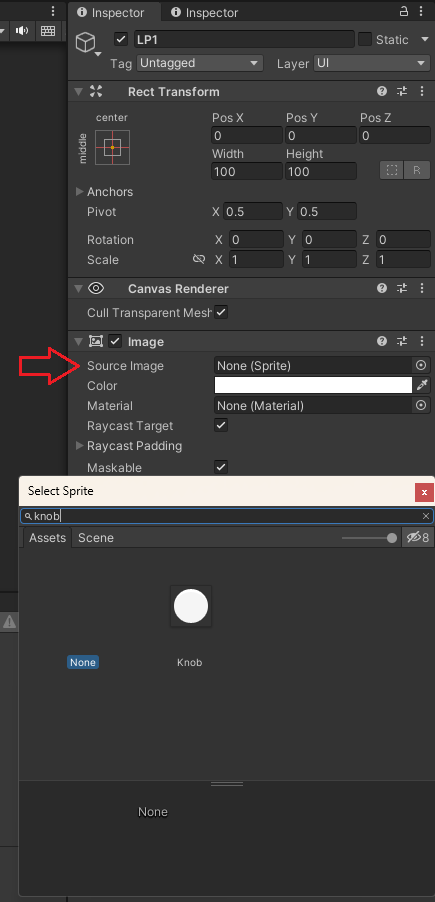 Inspector Inspector
LP1 Static
Tag Untagged Layer UI
Rect Transform
center Pos X Pos Y Pos Z
middle 0 0 0
Width Height
100 100 R
Anchors
Pivot X 0.5 Y 0.5
Rotation X 0 Y 0 Z 0
Scale X 1 Y 1 Z 1
Canvas Renderer
Cull Transparent Mesh
Image
Source Image None (Sprite)
Color
Material None (Material)
Raycast Target
Raycast Padding
Maskable
Select Sprite x
knob
Assets Scene 8
None Knob
None